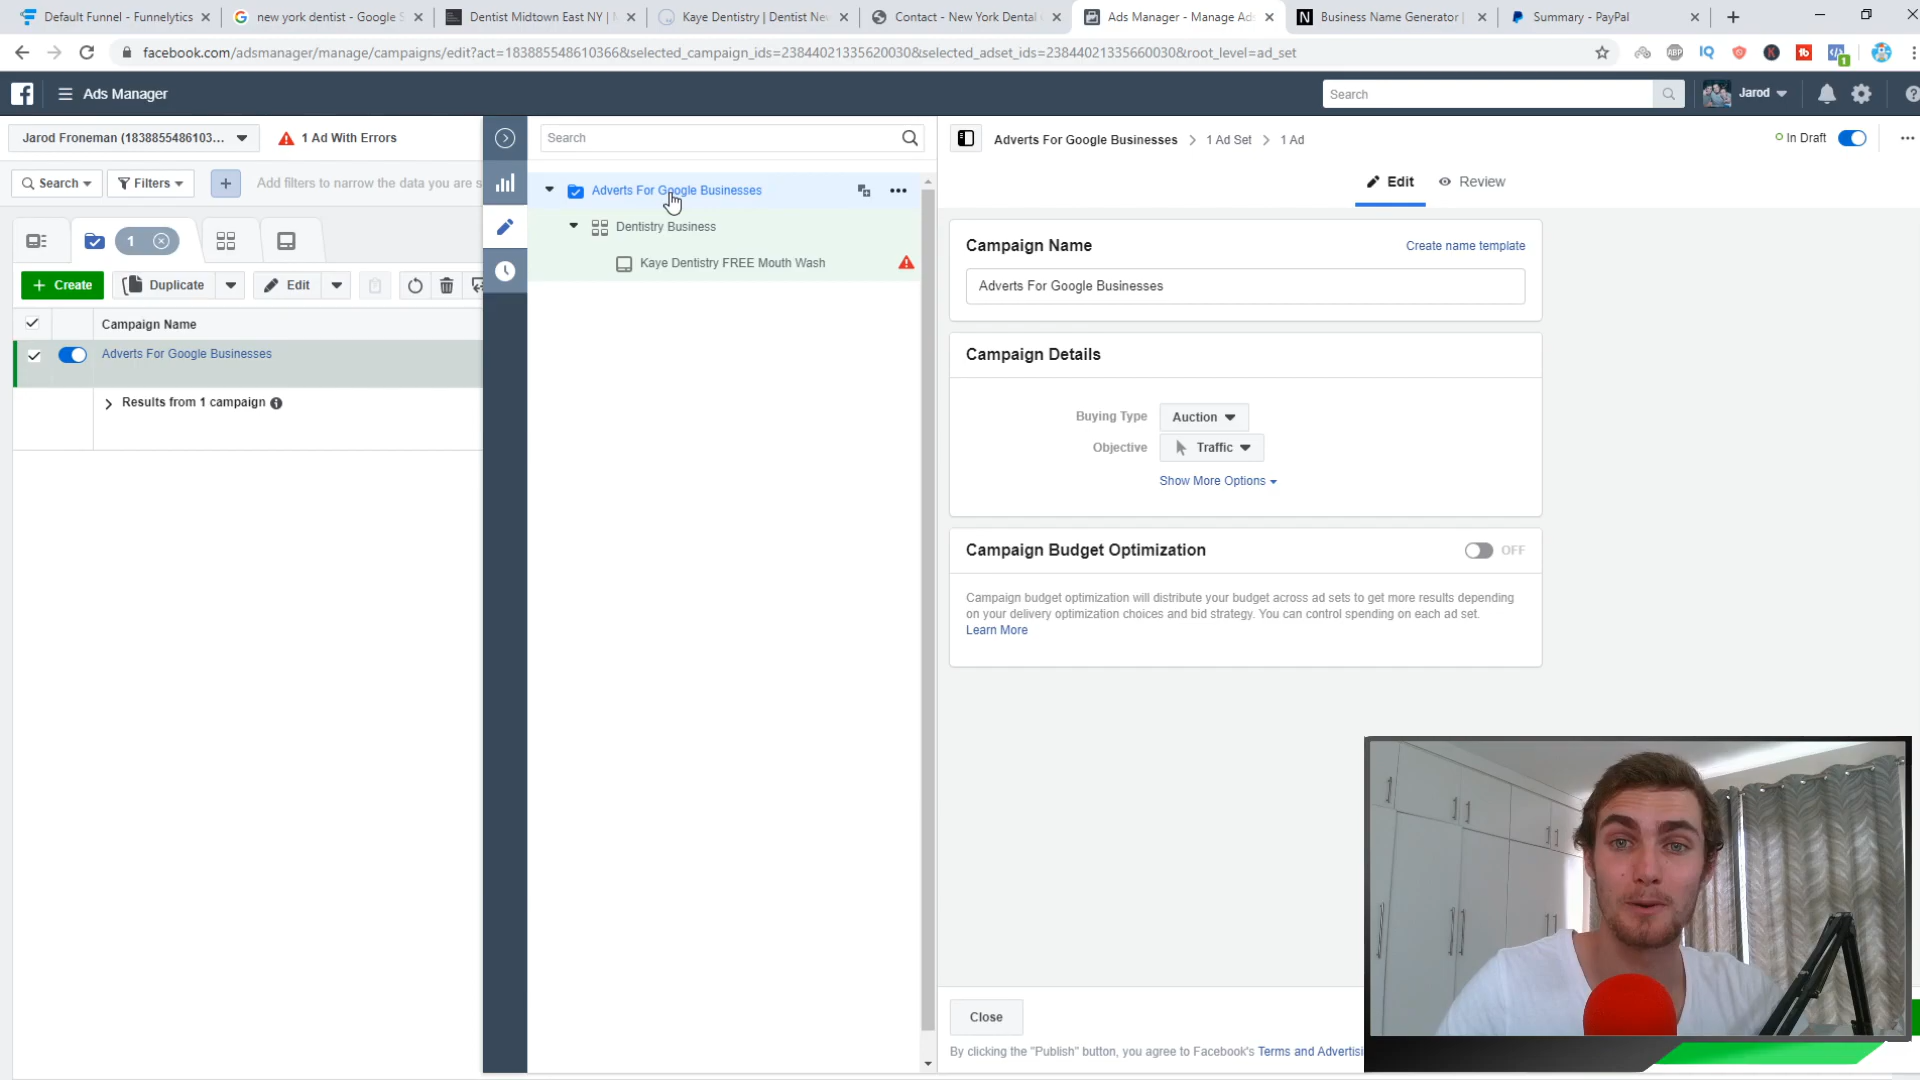 Default Funnel - Funnelytics
new york dentist - Google S
Dentist Midtown East NY |
Kaye Dentistry | Dentist Ne
Contact - New York Dental
Ads Manager - Manage Ads
Business Name Generator |
Summary - PayPal
facebook.com/adsmanager/manage/campaigns/edit?act=183885548610366&selected_campaign_ids=23844021335620030&selected_adset_ids=23844021335660030&root_level=ad_set
Ads Manager
Search
Jarod
Jarod Froneman (1838855486103...
1 Ad With Errors
Search
Adverts For Google Businesses
1 Ad Set
1 Ad
In Draft
Search
Filters
Add filters to narrow the data you are s
Adverts For Google Businesses
Dentistry Business
Kaye Dentistry FREE Mouth Wash
Edit
Review
1
Create
Duplicate
Edit
Campaign Name
Adverts For Google Businesses
Results from 1 campaign
Campaign Name
Create name template
Adverts For Google Businesses
Campaign Details
Buying Type
Auction
Objective
Traffic
Show More Options
Campaign Budget Optimization
OFF
Campaign budget optimization will distribute your budget across ad sets to get more results depending
on your delivery optimization choices and bid strategy. You can control spending on each ad set.
Learn More
Close
By clicking the "Publish" button, you agree to Facebook's Terms and Advertisi